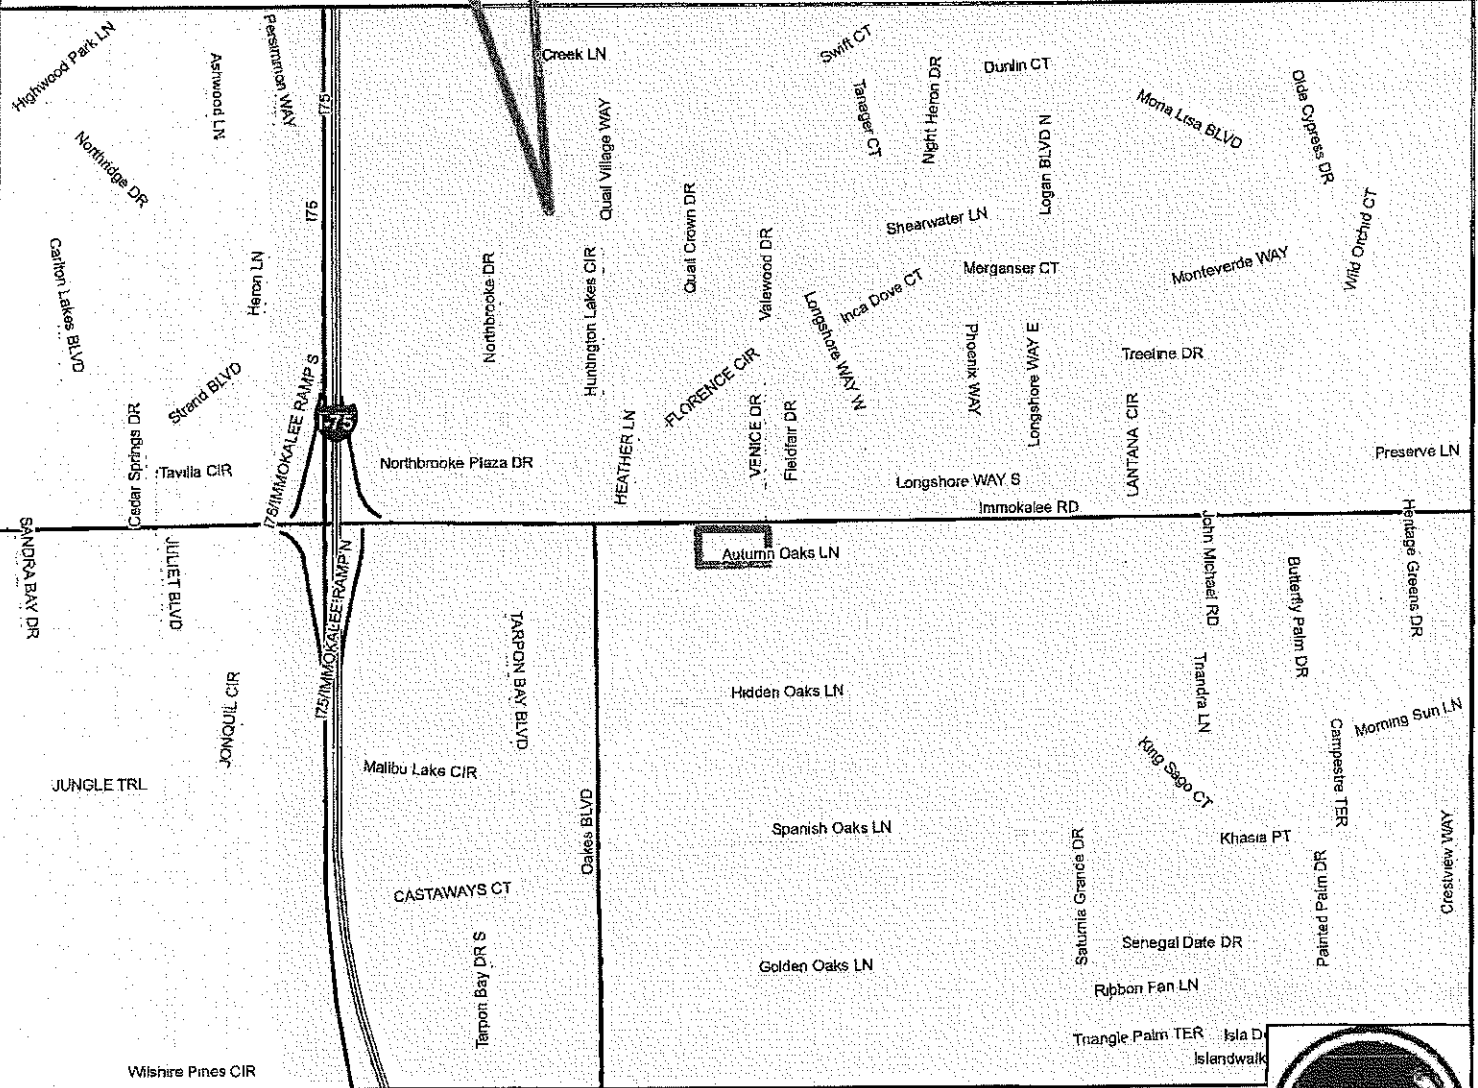 Highwood Park LN
Ashwood LN
Persimmon WAY
I75
Creek LN
Swift CT
Tanager CT
Night Heron DR
Dunlin CT
Logan BLVD N
Mona Lisa BLVD
Olde Cypress DR
Northridge DR
Quail Village WAY
I75
Quail Crown DR
Shearwater LN
Wild Orchid CT
Carlton Lakes BLVD
Heron LN
Northbrooke DR
Huntington Lakes CIR
Valewood DR
Inca Dove CT
Merganser CT
Monteverde WAY
Longshore WAY W
Phoenix WAY
Longshore WAY E
Treeline DR
Strand BLVD
I75/IMMOKALEE RAMP S
I-75
FLORENCE CIR
Cedar Springs DR
Tavilla CIR
Northbrooke Plaza DR
HEATHER LN
VENICE DR
Fieldfair DR
LANTANA CIR
Longshore WAY S
Preserve LN
Immokalee RD
SANDRA BAY DR
JULIET BLVD
I75/IMMOKALEE RAMP N
Autumn Oaks LN
John Michael RD
Butterfly Palm DR
Heritage Greens DR
JONQUIL CIR
TARPON BAY BLVD
Hidden Oaks LN
Triandra LN
Morning Sun LN
JUNGLE TRL
Malibu Lake CIR
King Sago CT
Campestre TER
Oakes BLVD
Spanish Oaks LN
Saturnia Grande DR
Khasia PT
Painted Palm DR
Crestview WAY
CASTAWAYS CT
Tarpon Bay DR S
Golden Oaks LN
Senegal Date DR
Ribbon Fan LN
Triangle Palm TER
Isla D
Islandwalk
Wilshire Pines CIR